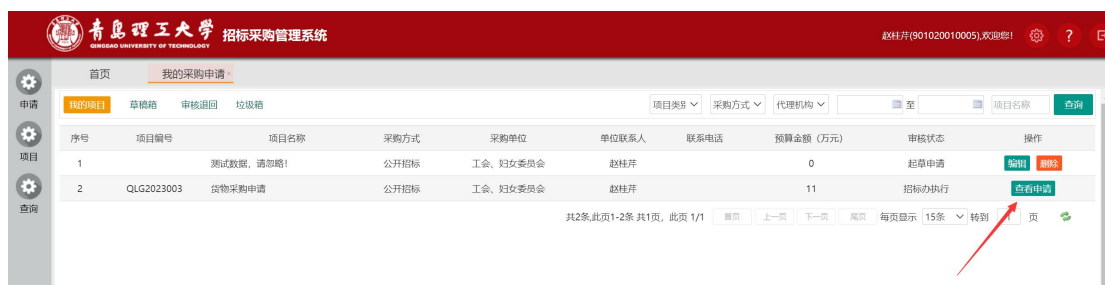 青岛理工大学 招标采购管理系统
QINGDAO UNIVERSITY OF TECHNOLOGY
赵桂芹(901020010005),欢迎您! ?
首页 我的采购申请
申请
项目
查询
我的项目 草稿箱 审核退回 垃圾箱 项目类别 采购方式 代理机构 至 项目名称 查询
序号 项目编号 项目名称 采购方式 采购单位 单位联系人 联系电话 预算金额(万元) 审核状态 操作
1 测试数据,请忽略! 公开招标 工会、妇女委员会 赵桂芹 0 起草申请 编辑 删除
2 QLG2023003 货物采购申请 公开招标 工会、妇女委员会 赵桂芹 11 招标办执行 查看申请
共2条,此页1-2条 共1页, 此页 1/1 首页 上一页 下一页 尾页 每页显示 15条 转到 1 页